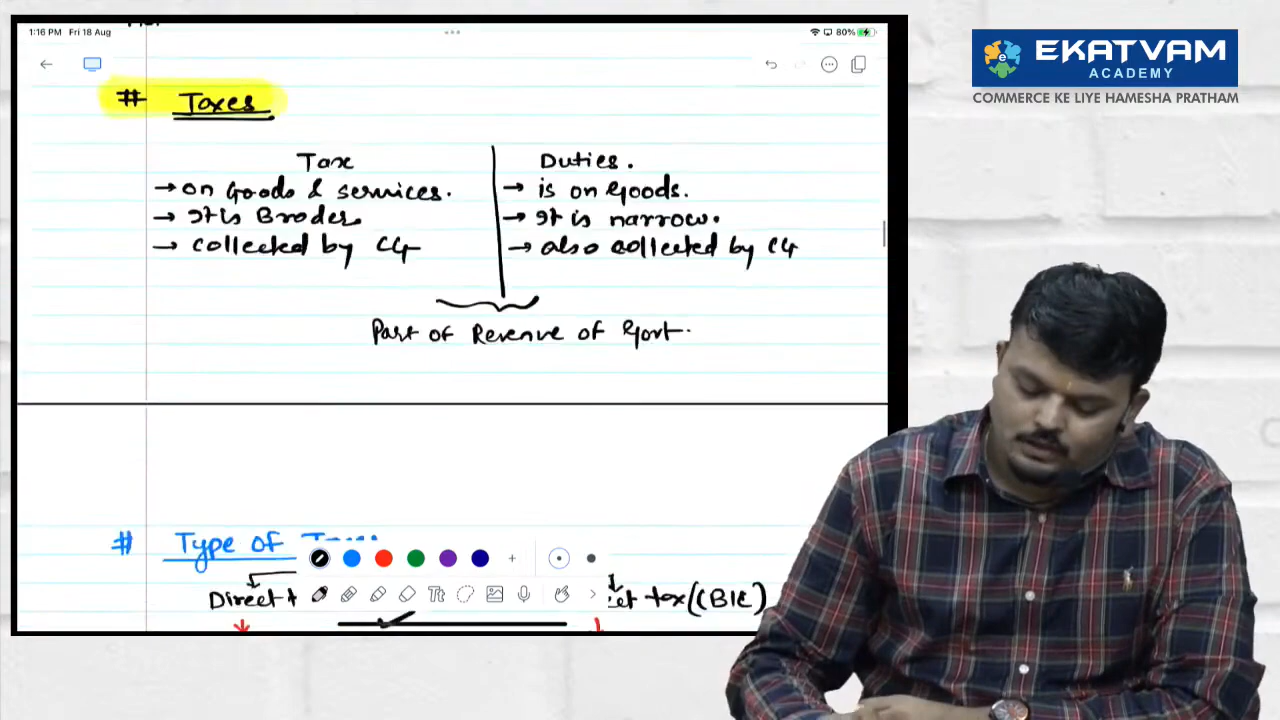 1:16 PM Fri 18 Aug
80%
EKATVAM
ACADEMY
COMMERCE KE LIYE HAMESHA PRATHAM
# Taxes
Tax
→ on Goods & services.
→ It is Broder
→ collected by CG
Duties.
→ is on Goods.
→ It is narrow.
→ also collected by CG
Part of Revenue of Govt.
# Type of
Direct t
ect tax (CBIC)